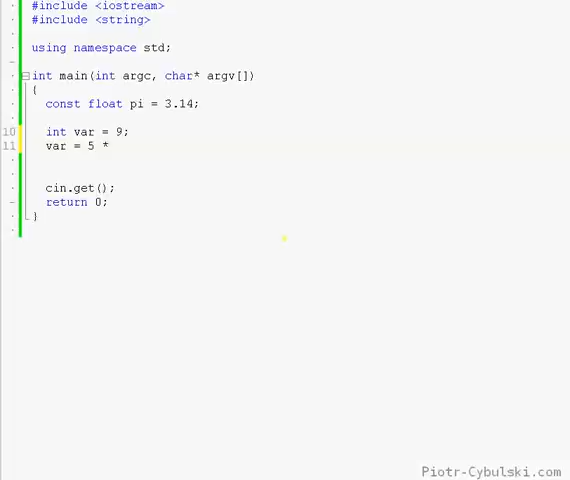 #include <iostream>
#include <string>
using namespace std;
int main(int argc, char* argv[])
{
const float pi = 3.14;
10 int var = 9;
11 var = 5 *
cin.get();
return 0;
}
Piotr-Cybulski.com